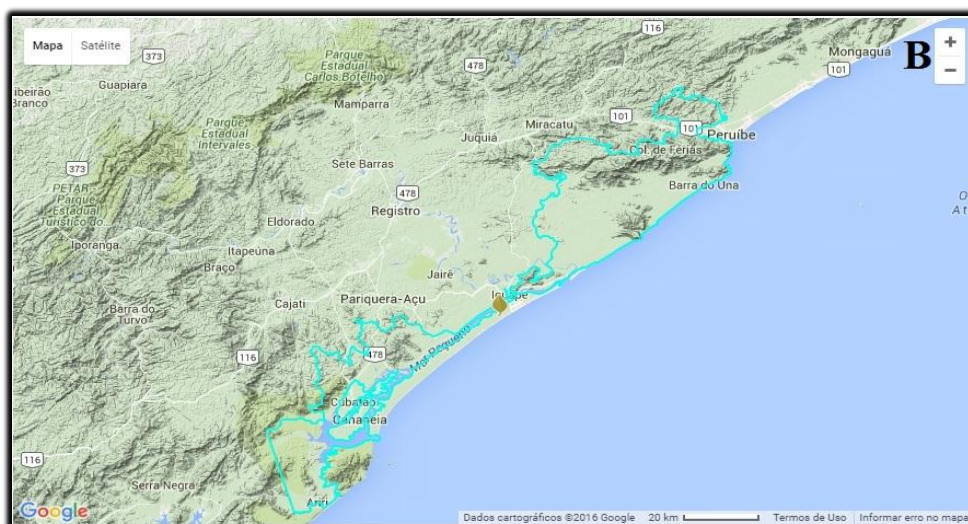 Mapa Satélite
B
116
Mongaguá
101
373
Guapiara
Parque
Estadual
Carlos Botelho
478
ibeirão
Branco
Mamparra
101
Miracatu
101
Peruíbe
Juquiá
Parque
Estadual
Intervales
Col. de Férias
373
Sete Barras
Barra do Una
PETAR
Parque
Estadual
Turístico do
478
Registro
O
A t
Eldorado
Iporanga
Itapeúna
Braço
Jairê
Iguape
Cajati
Pariquera-Açu
Barra do
Turvo
Mar Pequeno
116
478
Cubatão
Cananéia
116
Serra Negra
Ariri
Google
Dados cartográficos ©2016 Google 20 km Termos de Uso Informar erro no mapa